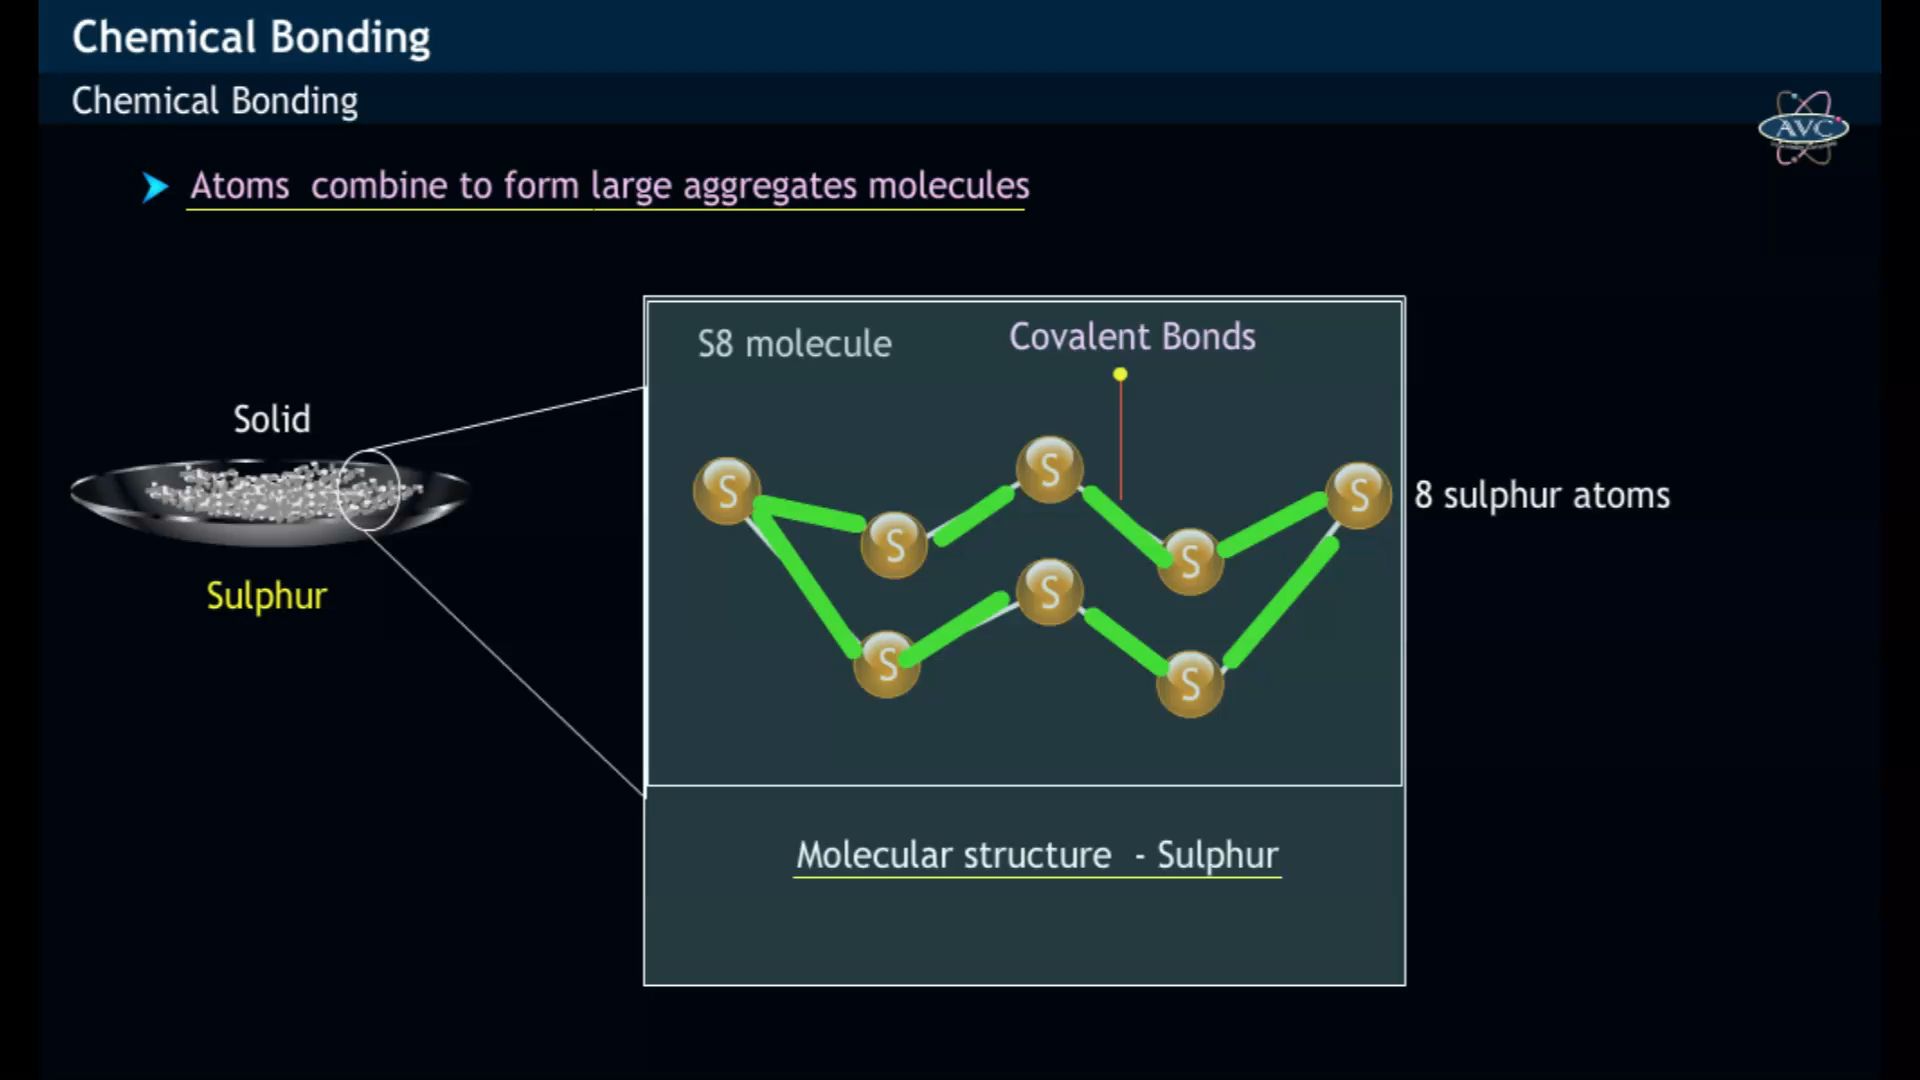 Chemical Bonding
Chemical Bonding
AVC
Atoms combine to form large aggregates molecules
S8 molecule
Covalent Bonds
Solid
S
S
S
S
S
8 sulphur atoms
S
S
S
Sulphur
Molecular structure - Sulphur